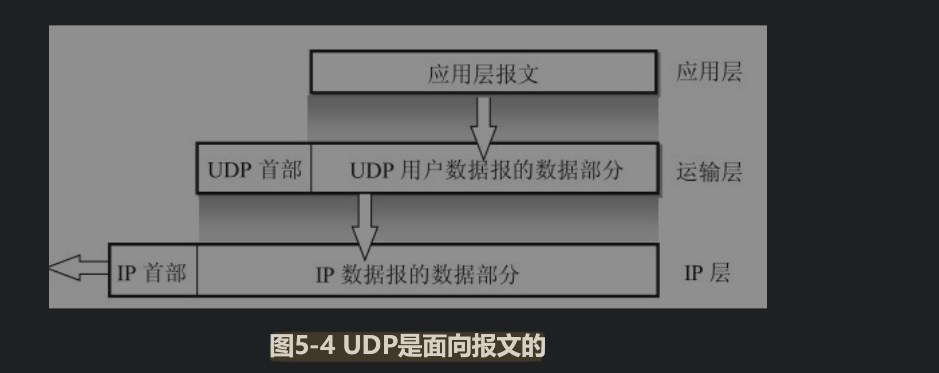 应用层报文 应用层
UDP 首部 UDP 用户数据报的数据部分 运输层
IP 首部 IP 数据报的数据部分 IP 层
图5-4 UDP是面向报文的